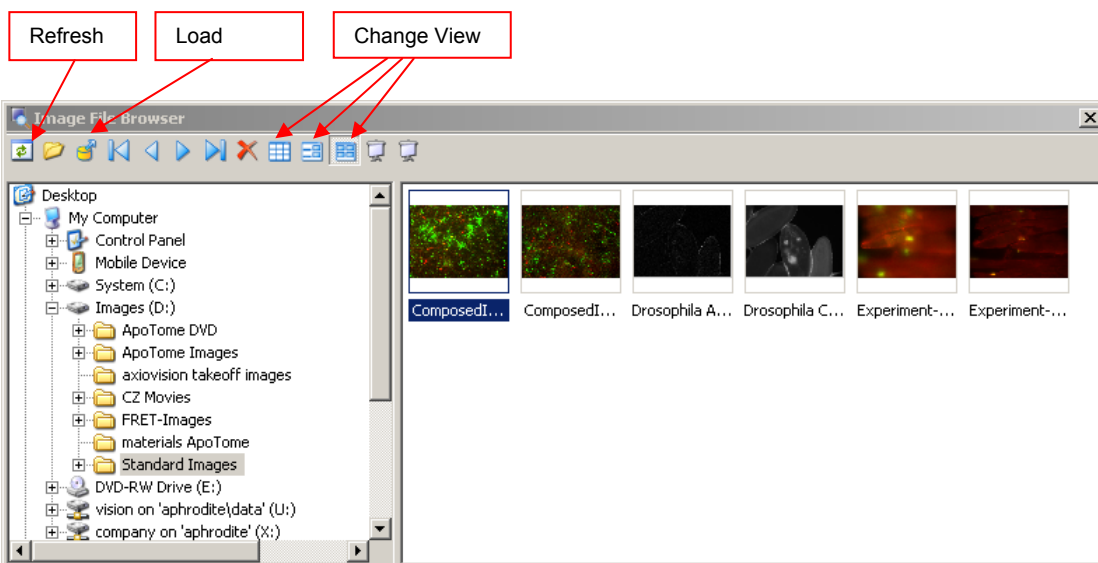 Refresh
Load
Change View
Image File Browser
Desktop
My Computer
Control Panel
Mobile Device
System (C:)
Images (D:)
ApoTome DVD
ApoTome Images
axiovision takeoff images
CZ Movies
FRET-Images
materials ApoTome
Standard Images
DVD-RW Drive (E:)
vision on 'aphrodite\data' (U:)
company on 'aphrodite' (X:)
ComposedI... ComposedI... Drosophila A... Drosophila C... Experiment-... Experiment-...